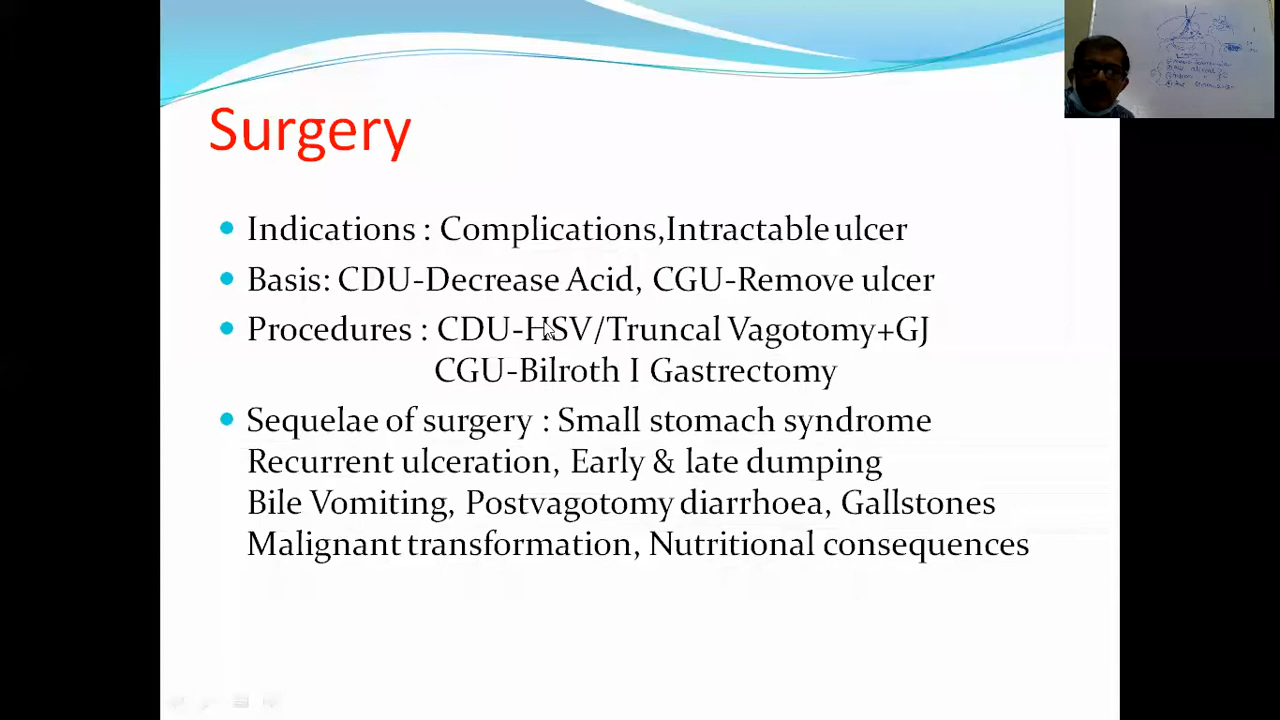 Surgery
Indications : Complications,Intractable ulcer
Basis: CDU-Decrease Acid, CGU-Remove ulcer
Procedures : CDU-HSV/Truncal Vagotomy+GJ
CGU-Bilroth I Gastrectomy
Sequelae of surgery : Small stomach syndrome
Recurrent ulceration, Early & late dumping
Bile Vomiting, Postvagotomy diarrhoea, Gallstones
Malignant transformation, Nutritional consequences